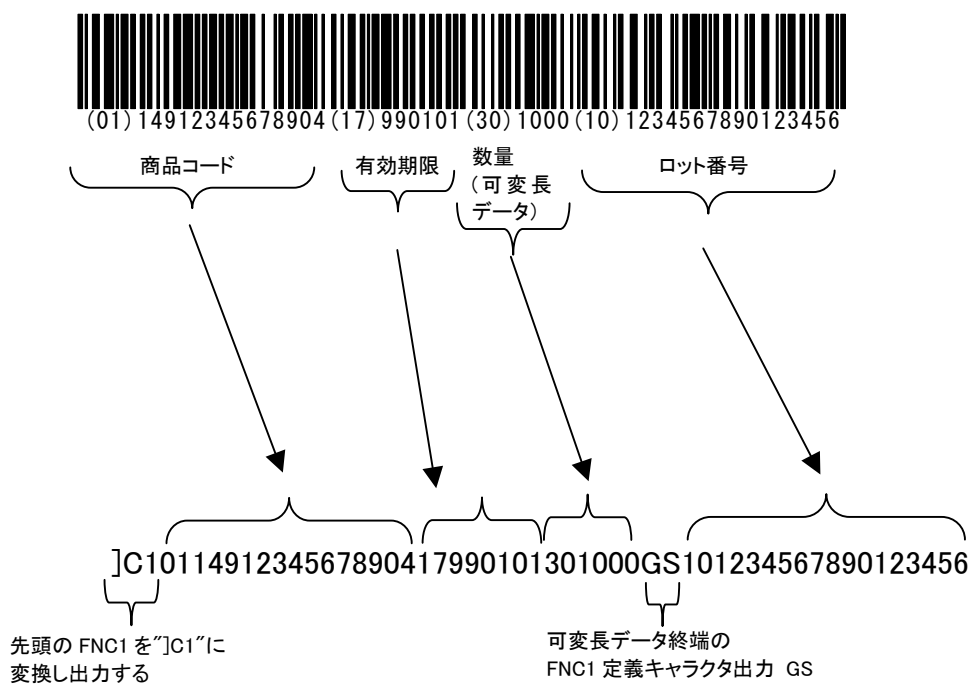 (01)14912345678904(17)990101(30)1000(10)1234567890123456
商品コード
有効期限
数量
(可変長
データ)
ロット番号
]C10114912345678904179901013010​00GS101234567890123456
先頭の FNC1 を"]C1"に
変換し出力する
可変長データ終端の
FNC1 定義キャラクタ出力 GS